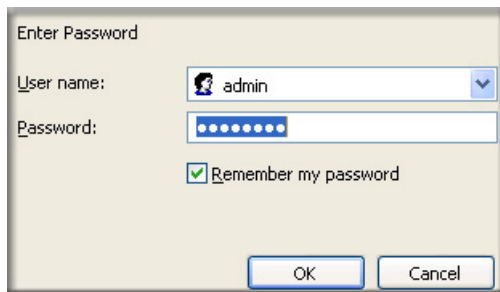 Enter Password
User name:
admin
Password:
●●●●●●●●
Remember my password
OK
Cancel